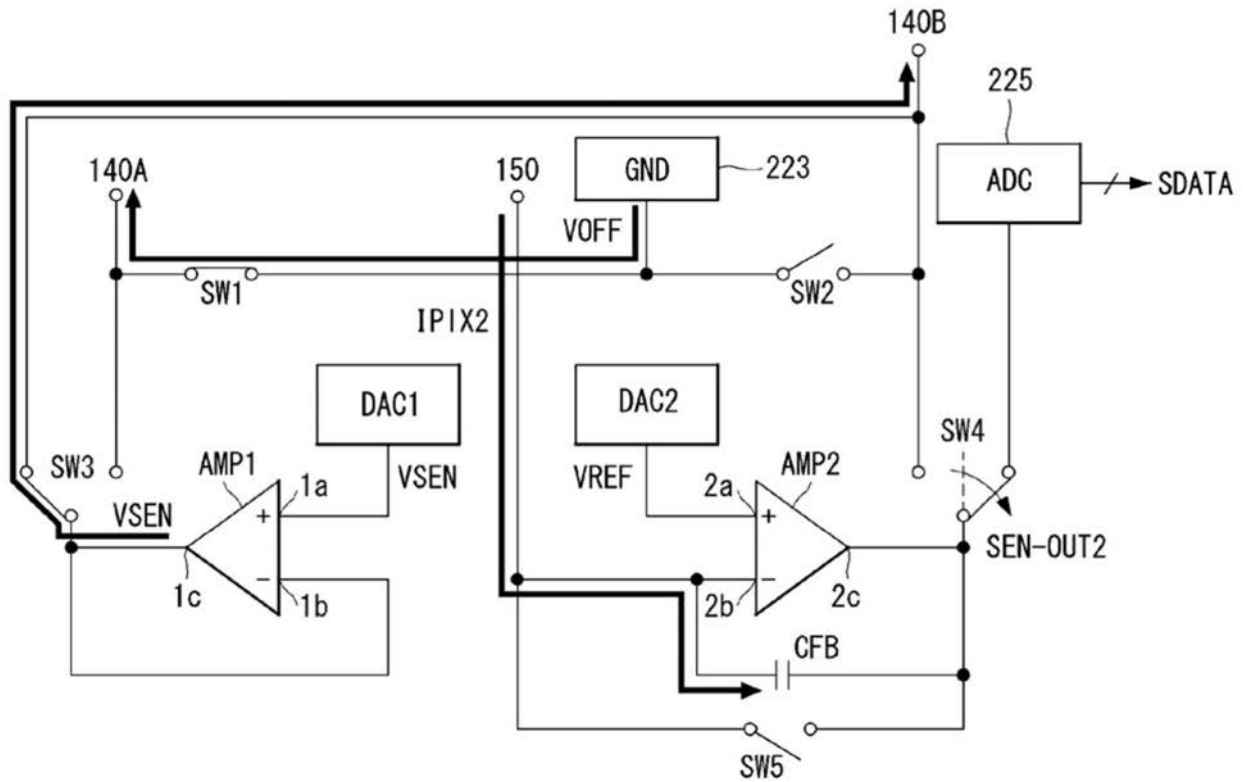 140B
225
140A
150
GND
223
ADC
SDATA
VOFF
SW1
SW2
IPIX2
DAC1
DAC2
SW3
AMP1
1a
VSEN
VREF
2a
AMP2
SW4
VSEN
+
+
SEN-OUT2
1c
−
1b
2b
−
2c
CFB
SW5